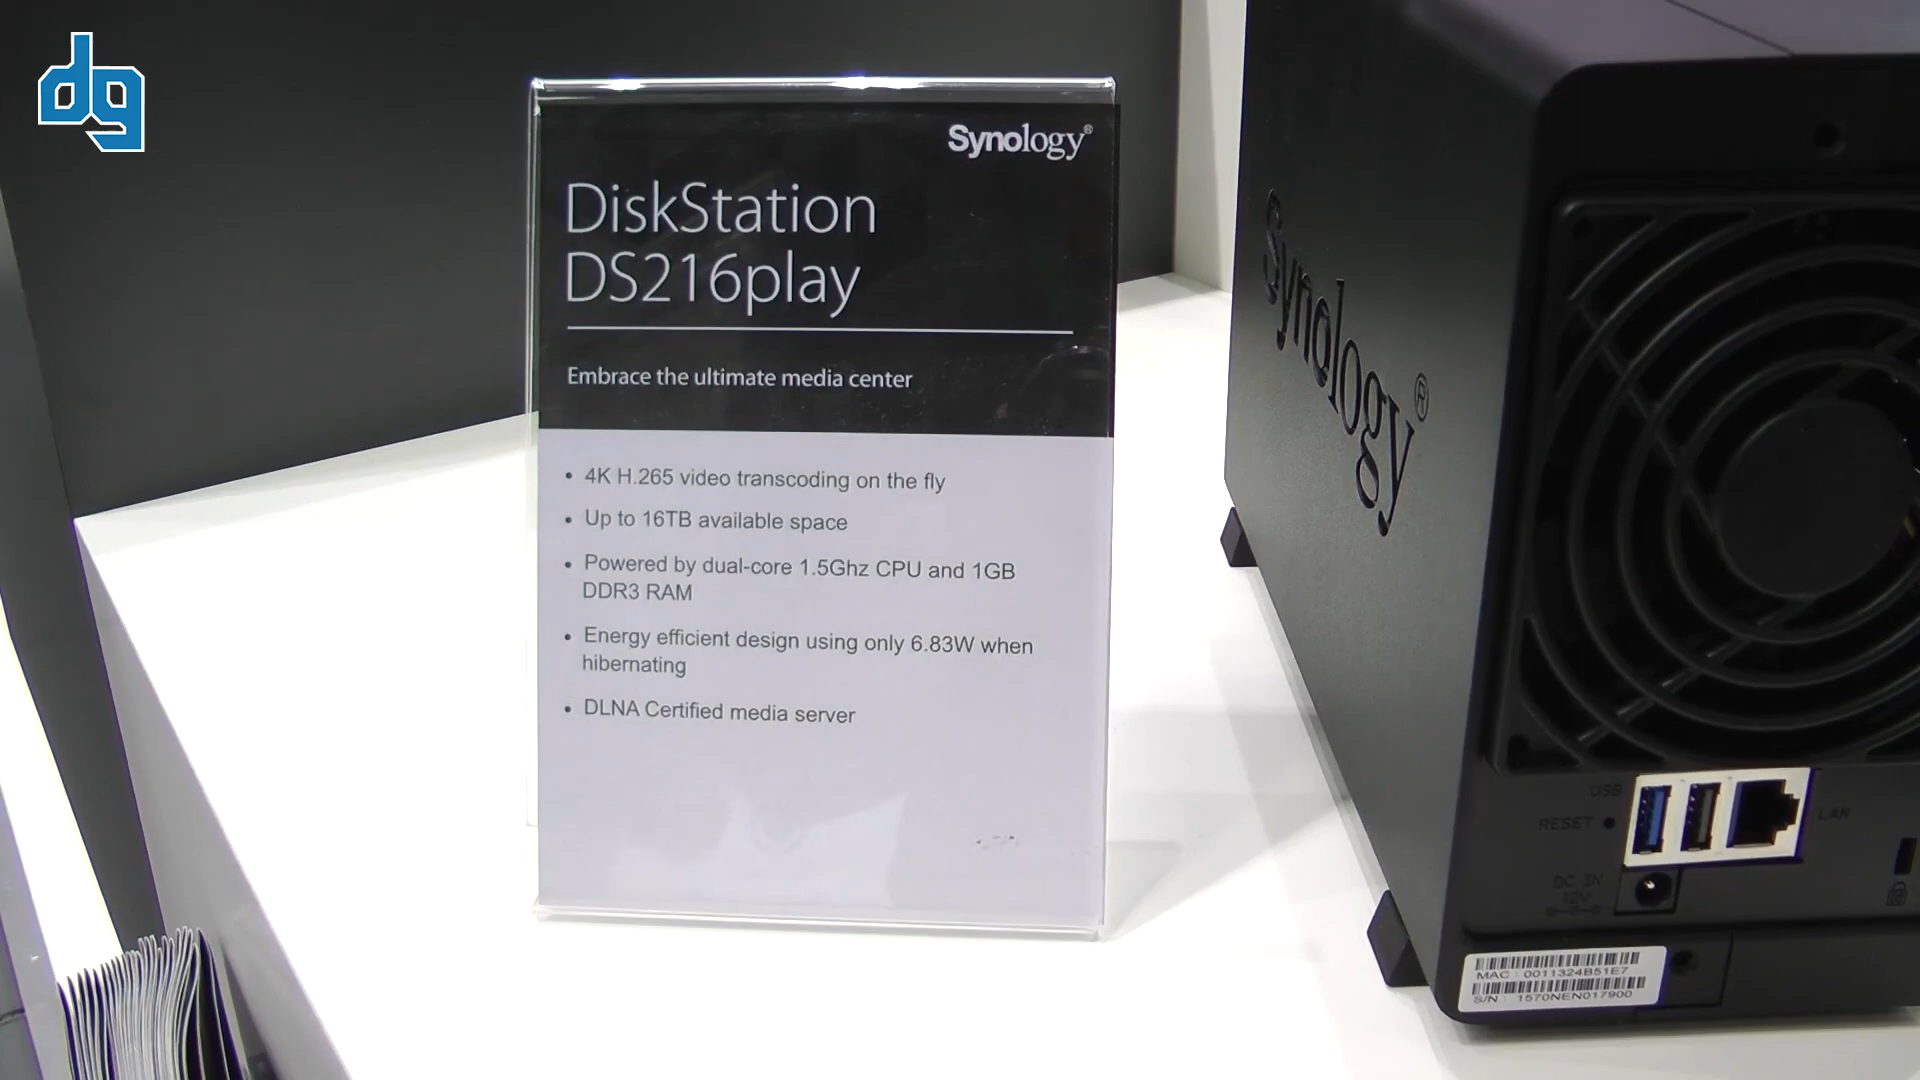 dg
Synology®
DiskStation
DS216play
Embrace the ultimate media center
• 4K H.265 video transcoding on the fly
• Up to 16TB available space
• Powered by dual-core 1.5Ghz CPU and 1GB
DDR3 RAM
• Energy efficient design using only 6.83W when
hibernating
• DLNA Certified media server
Synology®
USB
RESET
LAN
DC IN
12V
MAC : 0011324B51E7
S/N : 1570NEN017900